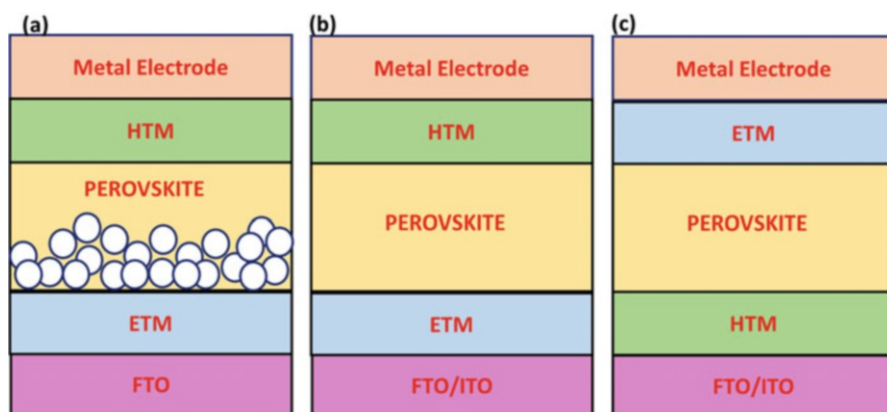 (a)
Metal Electrode
HTM
PEROVSKITE
ETM
FTO
(b)
Metal Electrode
HTM
PEROVSKITE
ETM
FTO/ITO
(c)
Metal Electrode
ETM
PEROVSKITE
HTM
FTO/ITO